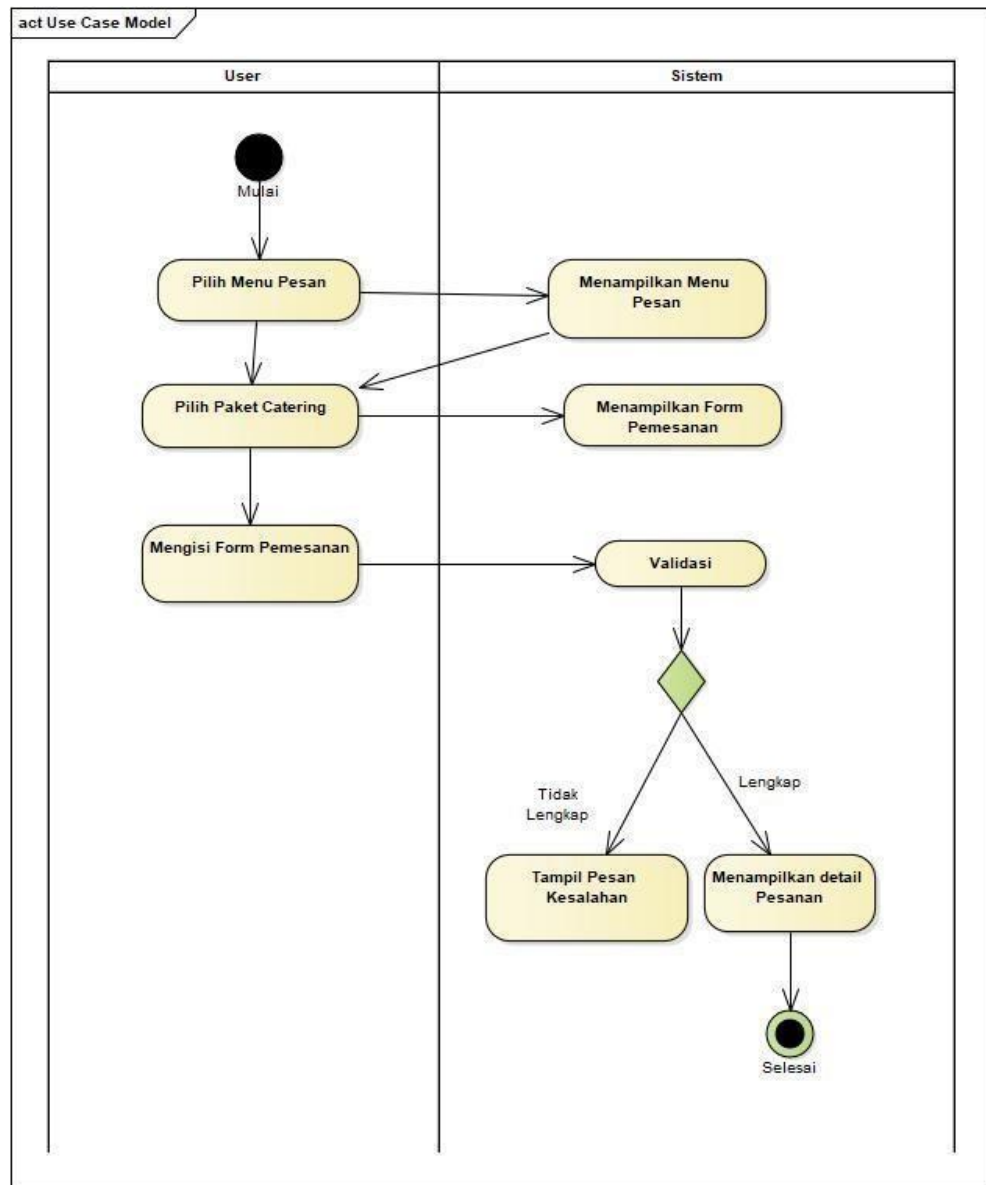 act Use Case Model
User
Sistem
Mulai
Pilih Menu Pesan
Menampilkan Menu
Pesan
Pilih Paket Catering
Menampilkan Form
Pemesanan
Mengisi Form Pemesanan
Validasi
Tidak
Lengkap
Lengkap
Tampil Pesan
Kesalahan
Menampilkan detail
Pesanan
Selesai